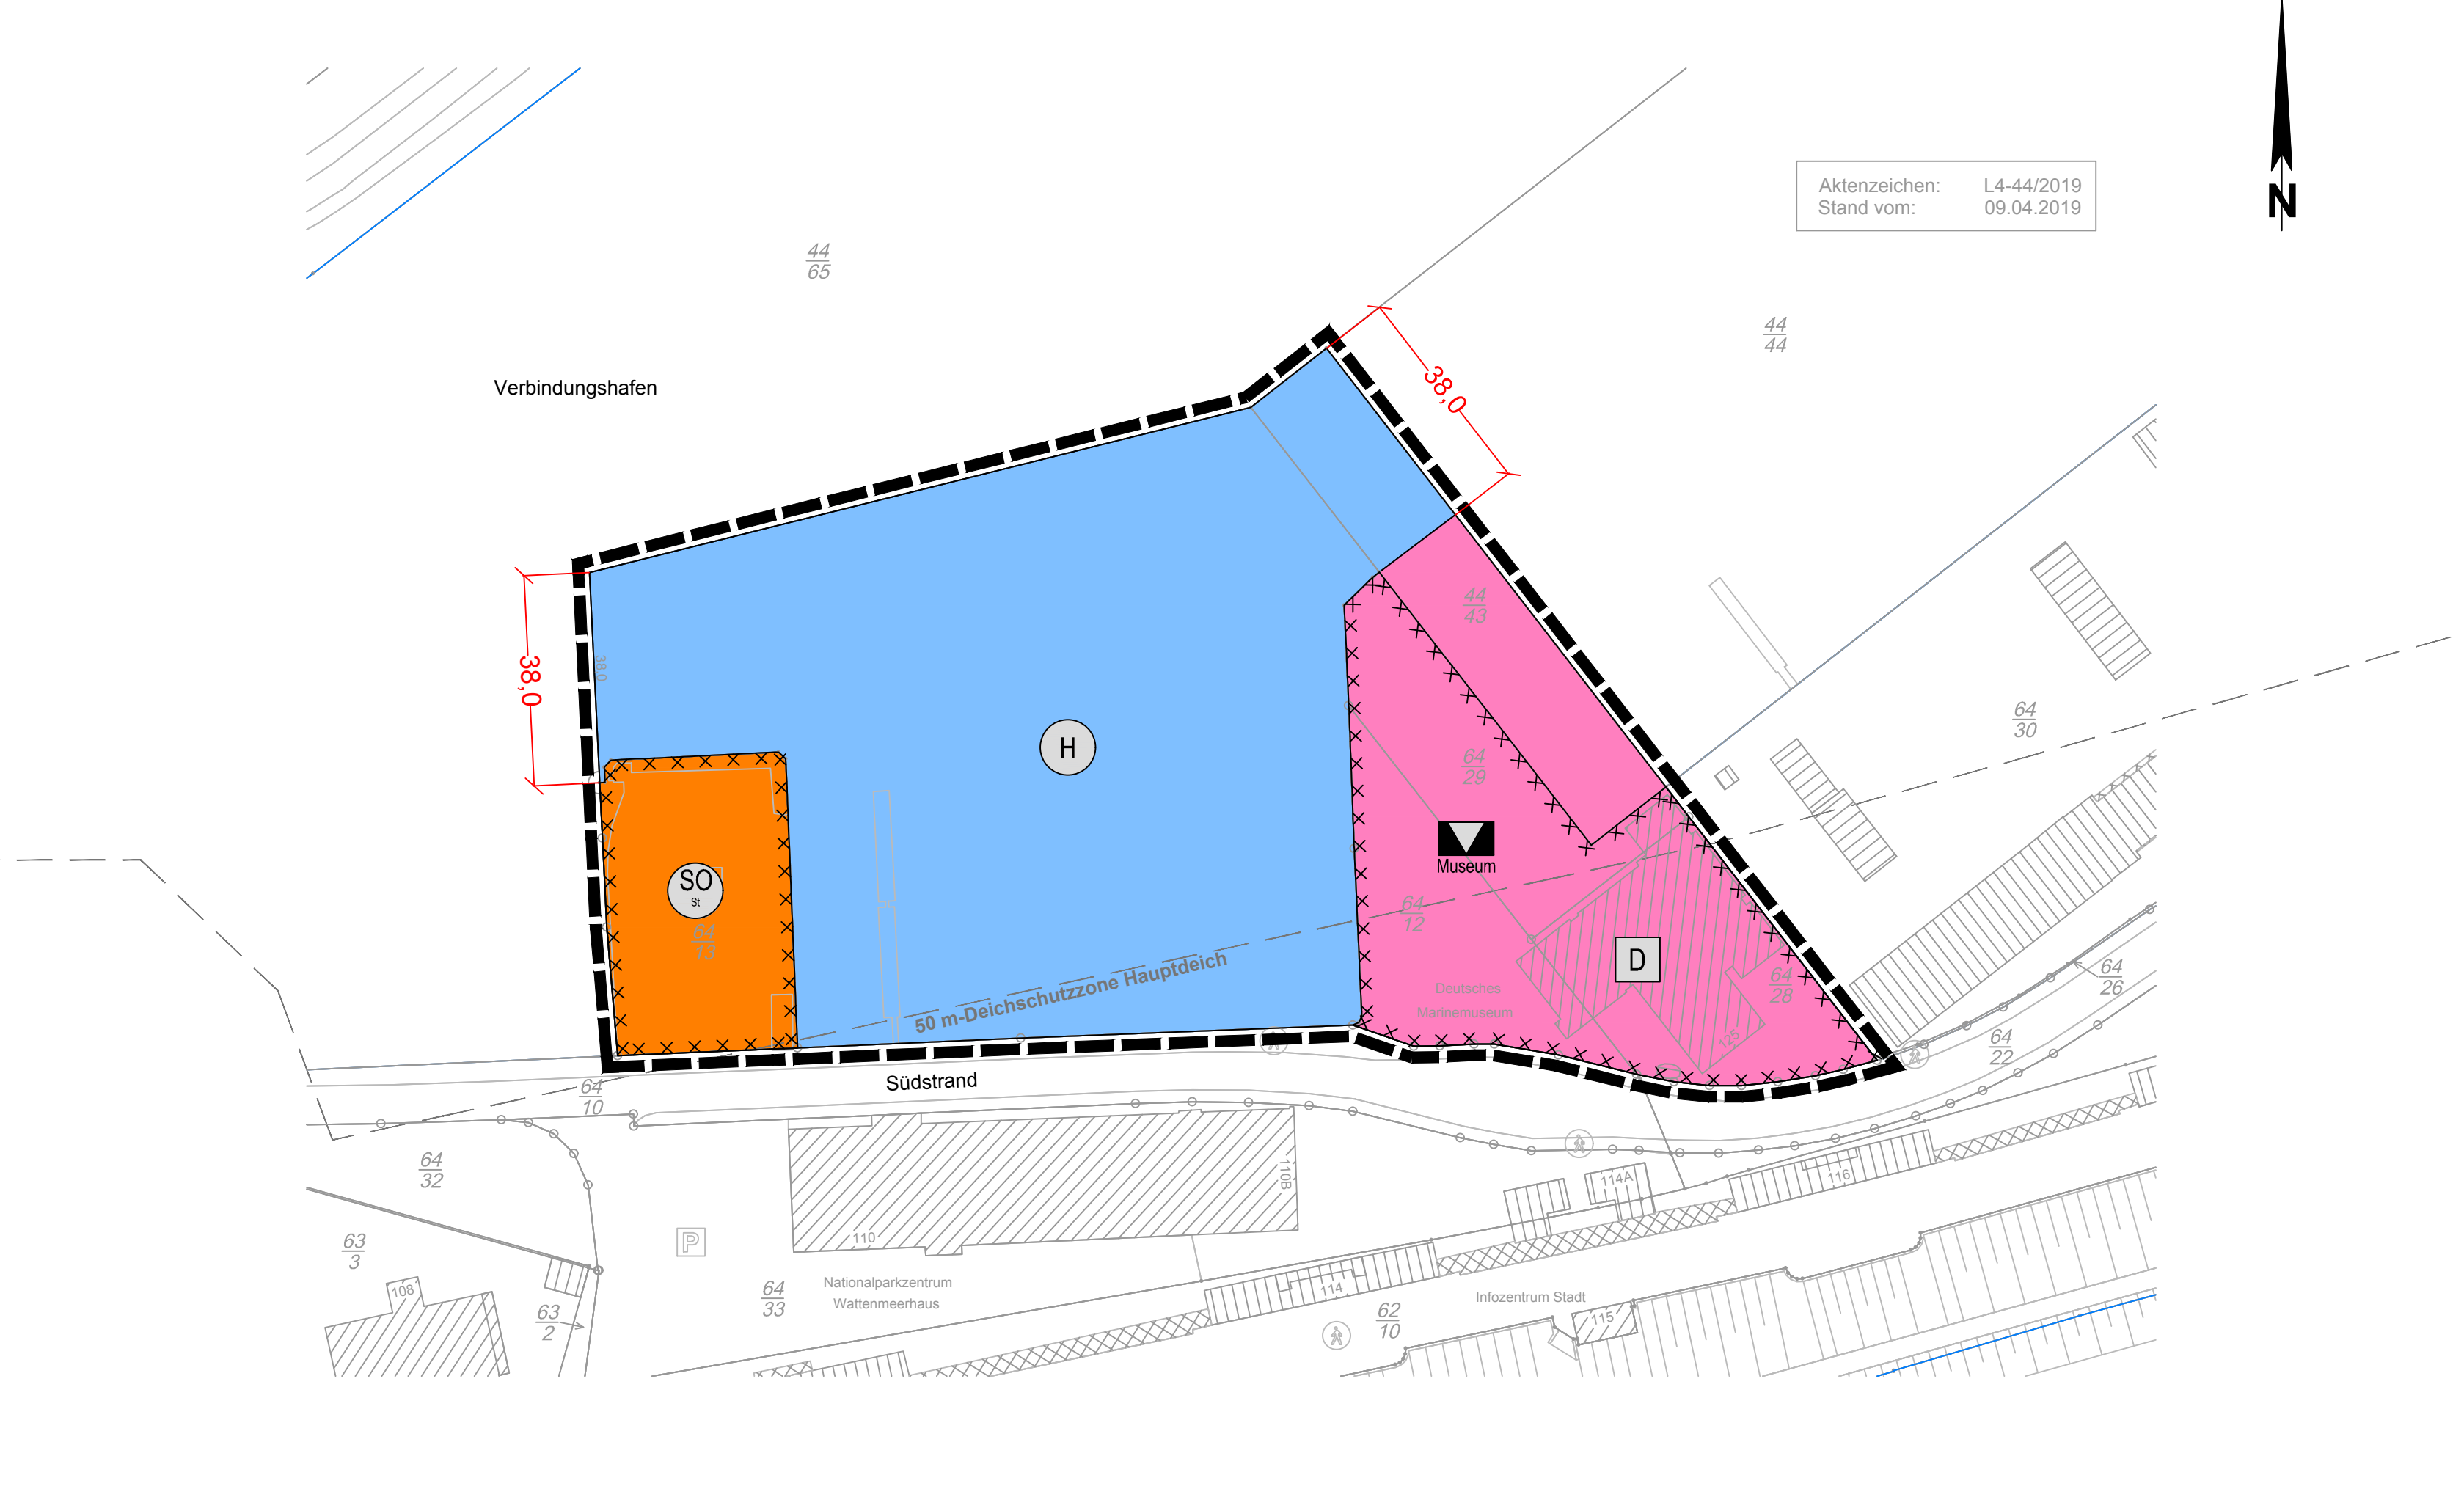 Aktenzeichen: L4-44/2019
Stand vom: 09.04.2019
N
44
65
44
44
Verbindungshafen
38,0
38,0
38,0
44
43
64
30
H
64
29
Museum
SO
St
64
13
64
12
D
64
28
64
26
64
22
50 m-Deichschutzzone Hauptdeich
Deutsches
Marinemuseum
125
Südstrand
64
10
64
32
110B
114A
116
110
P
63
3
108
63
2
64
33
Nationalparkzentrum
Wattenmeerhaus
114
62
10
Infozentrum Stadt
115